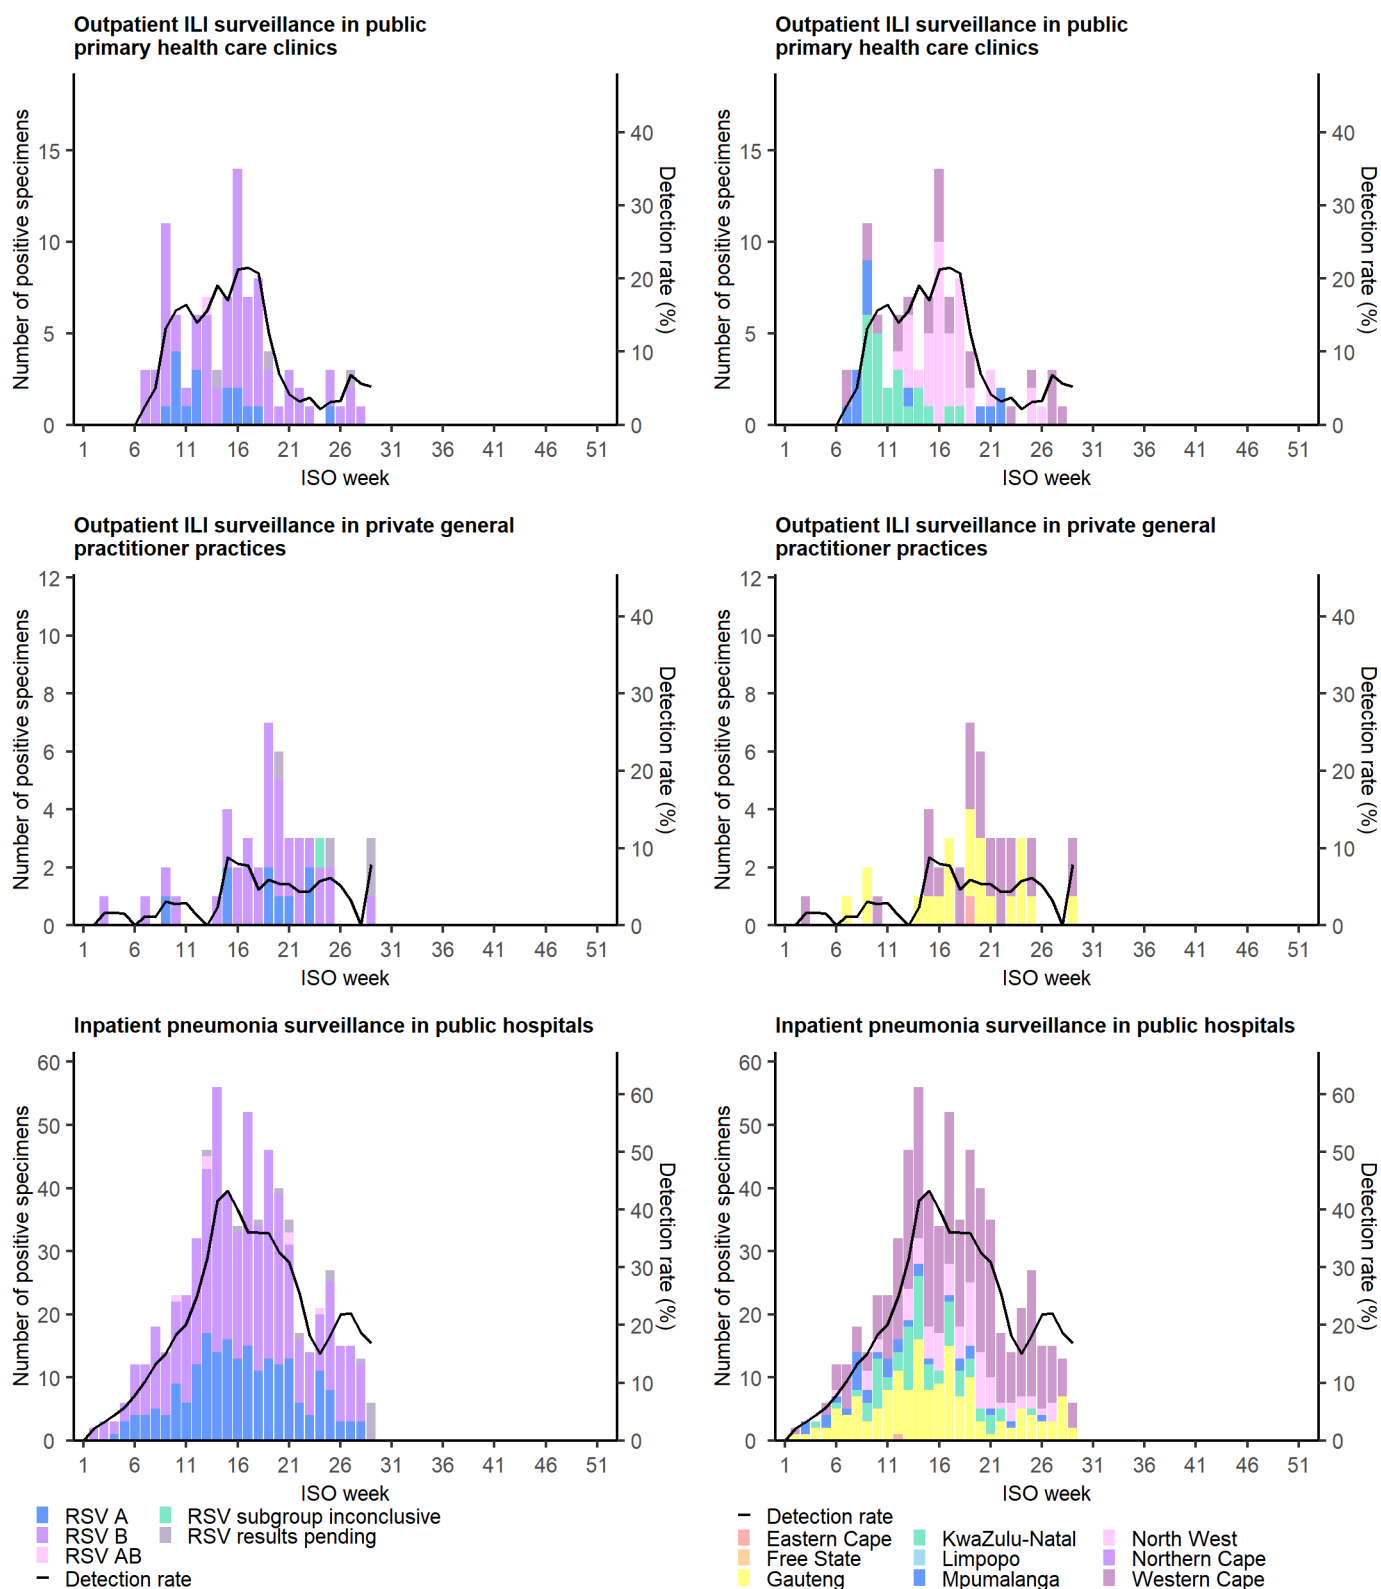 Outpatient ILI surveillance in public
primary health care clinics
Number of positive specimens
15
10
5
0
40
30
20
10
0
Detection rate (%)
1 6 11 16 21 26 31 36 41 46 51
ISO week
Outpatient ILI surveillance in public
primary health care clinics
Number of positive specimens
15
10
5
0
40
30
20
10
0
Detection rate (%)
1 6 11 16 21 26 31 36 41 46 51
ISO week
Outpatient ILI surveillance in private general
practitioner practices
Number of positive specimens
12
10
8
6
4
2
0
40
30
20
10
0
Detection rate (%)
1 6 11 16 21 26 31 36 41 46 51
ISO week
Outpatient ILI surveillance in private general
practitioner practices
Number of positive specimens
12
10
8
6
4
2
0
40
30
20
10
0
Detection rate (%)
1 6 11 16 21 26 31 36 41 46 51
ISO week
Inpatient pneumonia surveillance in public hospitals
Number of positive specimens
60
50
40
30
20
10
0
60
50
40
30
20
10
0
Detection rate (%)
1 6 11 16 21 26 31 36 41 46 51
ISO week
RSV A
RSV B
RSV AB
Detection rate
RSV subgroup inconclusive
RSV results pending
Inpatient pneumonia surveillance in public hospitals
Number of positive specimens
60
50
40
30
20
10
0
60
50
40
30
20
10
0
Detection rate (%)
1 6 11 16 21 26 31 36 41 46 51
ISO week
Detection rate
Eastern Cape
Free State
Gauteng
KwaZulu-Natal
Limpopo
Mpumalanga
North West
Northern Cape
Western Cape